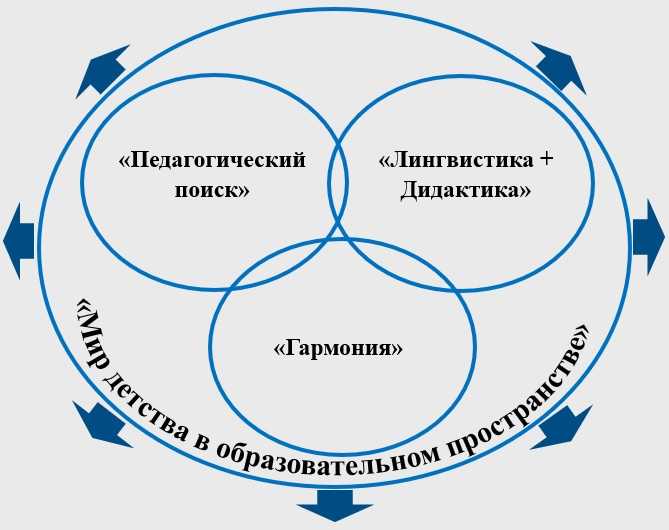 «Педагогический
поиск»
«Лингвистика +
Дидактика»
«Гармония»
«Мир детства в образовательном пространстве»